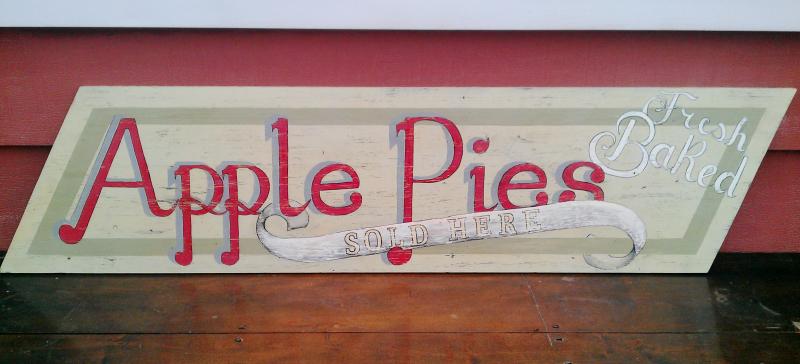 Apple Pies
SOLD HERE
Fresh
Baked